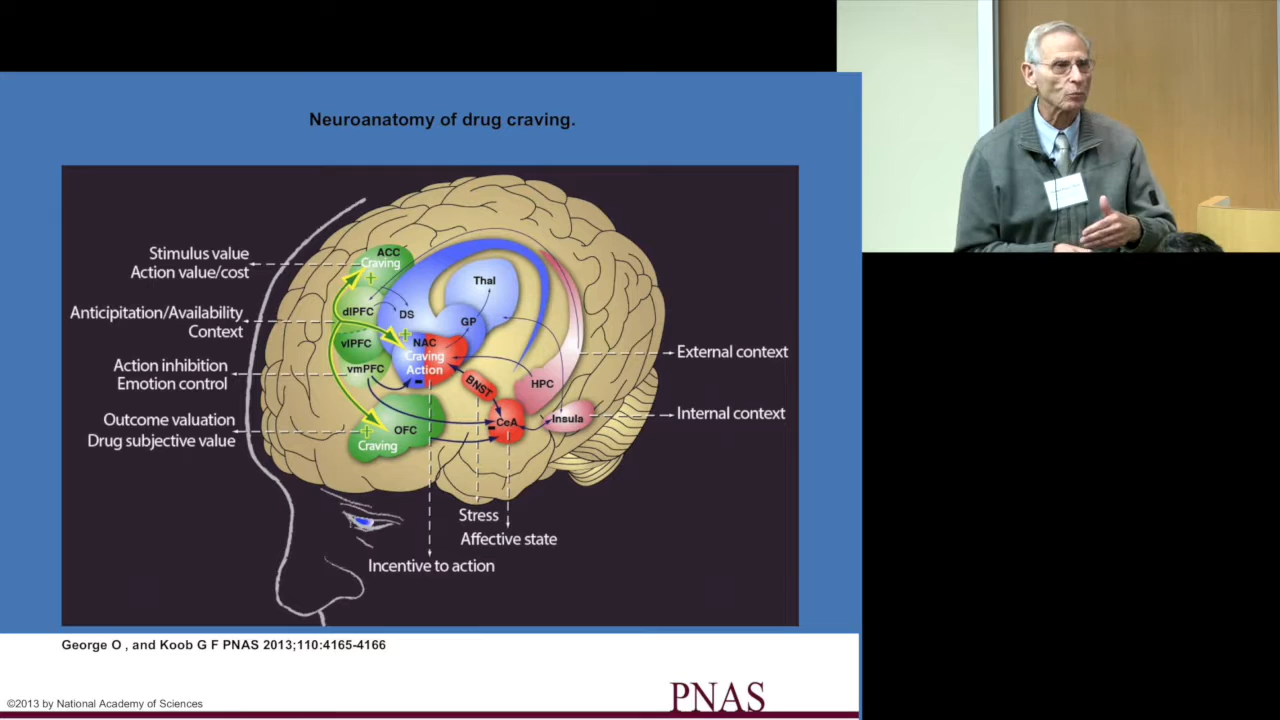 Neuroanatomy of drug craving.
Stimulus value
Action value/cost
Anticipitation/Availability
Context
Action inhibition
Emotion control
Outcome valuation
Drug subjective value
ACC
Craving
+
dlPFC
DS
Thal
GP
+
vlPFC
NAC
Craving
Action
vmPFC
-
BNST
HPC
CeA
-
Insula
+
OFC
Craving
External context
Internal context
Stress
Affective state
Incentive to action
George O , and Koob G F PNAS 2013;110:4165-4166
©2013 by National Academy of Sciences
PNAS